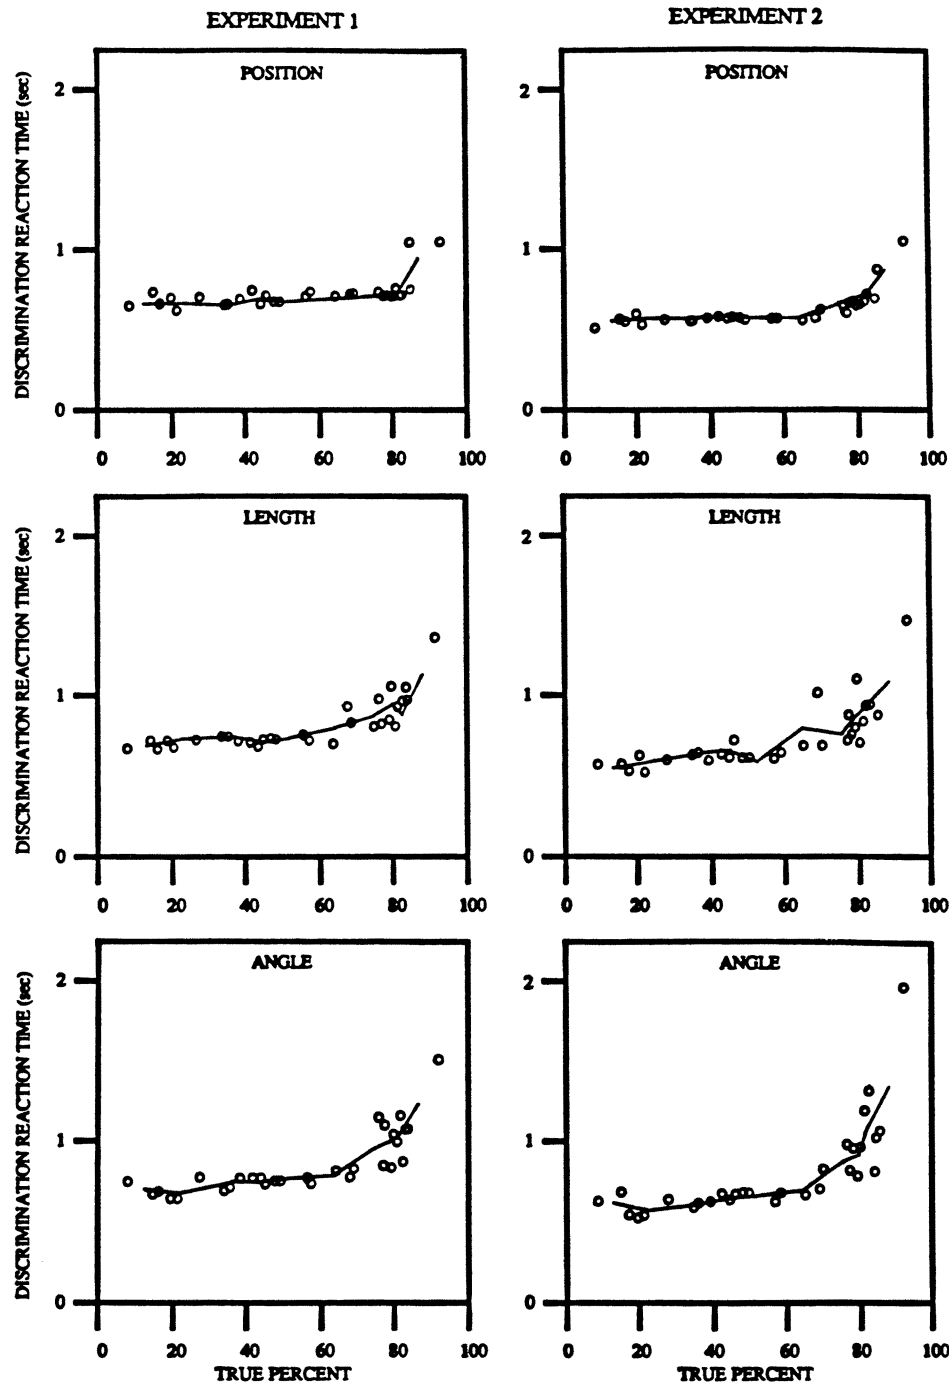 EXPERIMENT 1
EXPERIMENT 2
DISCRIMINATION REACTION TIME (sec)
POSITION
2
1
0
0 20 40 60 80 100
POSITION
2
1
0
0 20 40 60 80 100
DISCRIMINATION REACTION TIME (sec)
LENGTH
2
1
0
0 20 40 60 80 100
LENGTH
2
1
0
0 20 40 60 80 100
DISCRIMINATION REACTION TIME (sec)
ANGLE
2
1
0
0 20 40 60 80 100
TRUE PERCENT
ANGLE
2
1
0
0 20 40 60 80 100
TRUE PERCENT